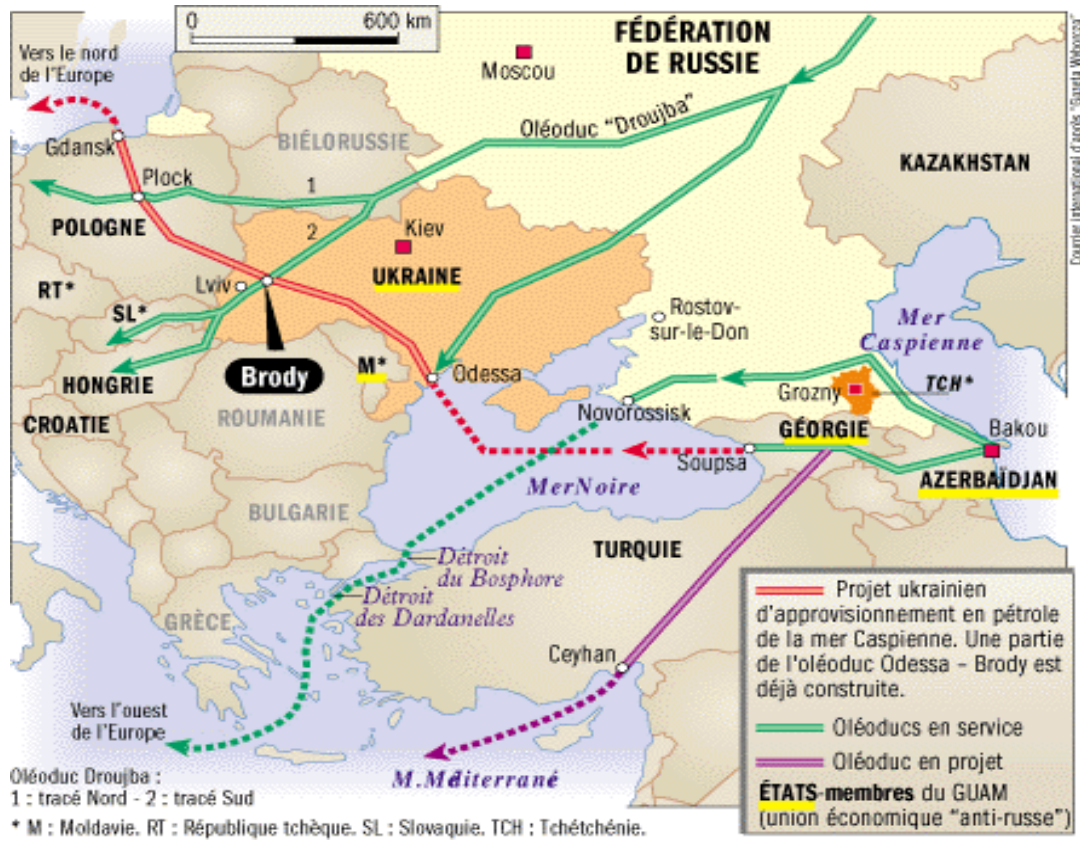 0 600 km
FÉDÉRATION
DE RUSSIE
Vers le nord
de l'Europe
Moscou
Oléoduc "Droujba"
Gdansk
BIÉLORUSSIE
KAZAKHSTAN
Plock
1
POLOGNE
2
Kiev
UKRAINE
Lviv
RT*
SL*
Rostov-
sur-le-Don
Mer
Caspienne
Brody
M*
Odessa
HONGRIE
Grozny
TCH*
CROATIE
ROUMANIE
Novorossisk
GÉORGIE
Bakou
Soupsa
AZERBAÏDJAN
MerNoire
BULGARIE
TURQUIE
Détroit
du Bosphore
Détroit
des Dardanelles
GRÈCE
Ceyhan
Vers l'ouest
de l'Europe
M.Méditerrané
Projet ukrainien
d'approvisionnement en pétrole
de la mer Caspienne. Une partie
de l'oléoduc Odessa – Brody est
déjà construite.
Oléoducs en service
Oléoduc en projet
ÉTATS-membres du GUAM
(union économique "anti-russe")
Oléoduc Droujba :
1 : tracé Nord - 2 : tracé Sud
* M : Moldavie. RT : République tchèque. SL : Slovaquie. TCH : Tchétchénie.
Courrier international d'après "Gazeta Wyborcza"